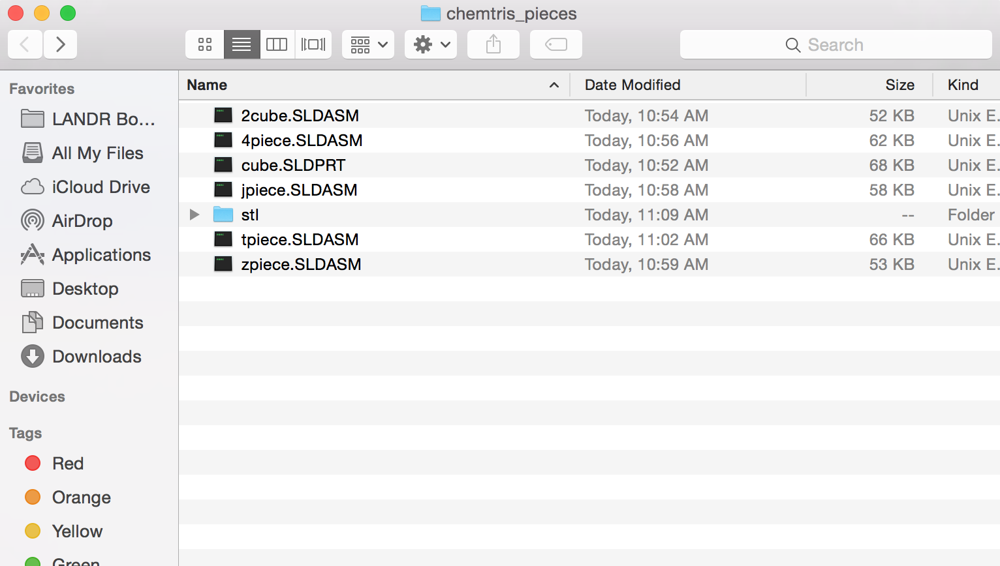 chemtris_pieces
Search
Favorites
LANDR Bo...
All My Files
iCloud Drive
AirDrop
Applications
Desktop
Documents
Downloads
Devices
Tags
Red
Orange
Yellow
Green
Name Date Modified Size Kind
2cube.SLDASM Today, 10:54 AM 52 KB Unix E.
4piece.SLDASM Today, 10:56 AM 62 KB Unix E.
cube.SLDPRT Today, 10:52 AM 68 KB Unix E.
jpiece.SLDASM Today, 10:58 AM 58 KB Unix E.
stl Today, 11:09 AM -- Folder
tpiece.SLDASM Today, 11:02 AM 66 KB Unix E.
zpiece.SLDASM Today, 10:59 AM 53 KB Unix E.